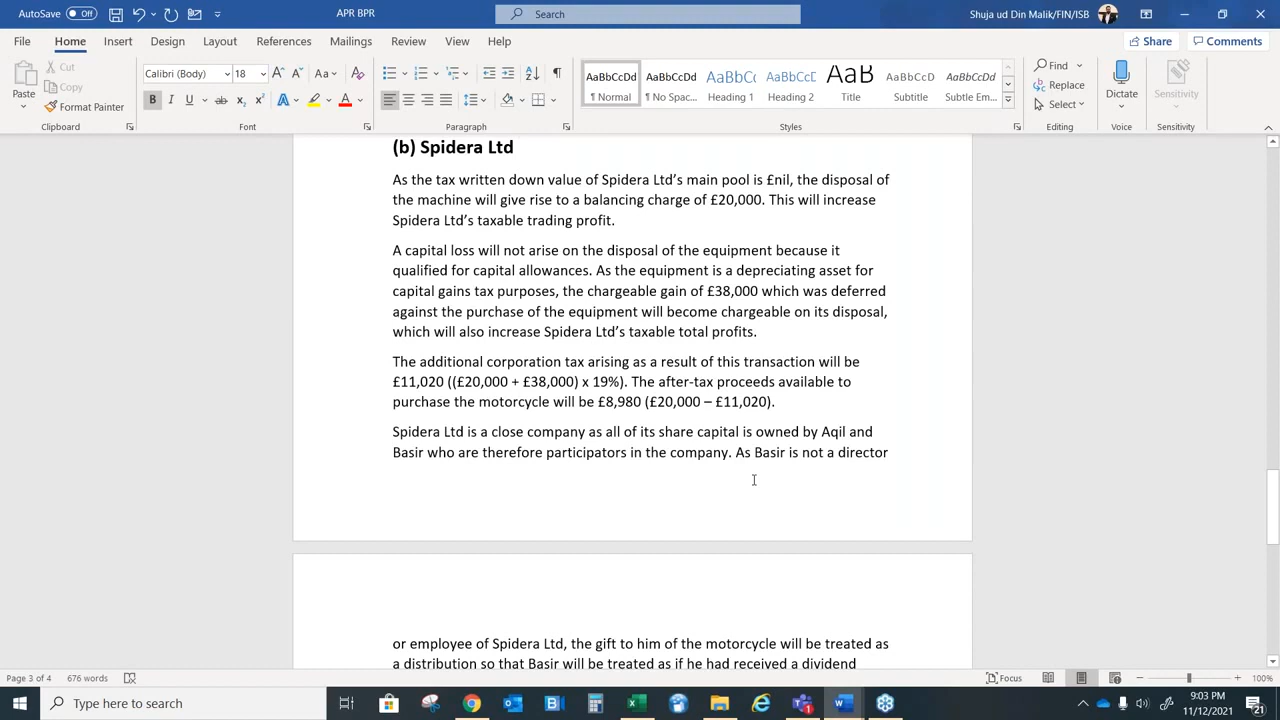 AutoSave Off
APR BPR
Search
Shuja ud Din Malik/FIN/ISB
File Home Insert Design Layout References Mailings Review View Help
Share Comments
Paste Cut Copy Format Painter
Calibri (Body) 18
AaBbCcDd AaBbCcDd AaBbC AaBbCcC AaB AaBbCcD AaBbCcDd
¶ Normal ¶ No Spac... Heading 1 Heading 2 Title Subtitle Subtle Em...
Find Replace Select Dictate Sensitivity
Clipboard Font Paragraph Styles Editing Voice Sensitivity
(b) Spidera Ltd
As the tax written down value of Spidera Ltd’s main pool is £nil, the disposal of
the machine will give rise to a balancing charge of £20,000. This will increase
Spidera Ltd’s taxable trading profit.
A capital loss will not arise on the disposal of the equipment because it
qualified for capital allowances. As the equipment is a depreciating asset for
capital gains tax purposes, the chargeable gain of £38,000 which was deferred
against the purchase of the equipment will become chargeable on its disposal,
which will also increase Spidera Ltd’s taxable total profits.
The additional corporation tax arising as a result of this transaction will be
£11,020 ((£20,000 + £38,000) x 19%). The after-tax proceeds available to
purchase the motorcycle will be £8,980 (£20,000 – £11,020).
Spidera Ltd is a close company as all of its share capital is owned by Aqil and
Basir who are therefore participators in the company. As Basir is not a director
or employee of Spidera Ltd, the gift to him of the motorcycle will be treated as
a distribution so that Basir will be treated as if he had received a dividend
Page 3 of 4 676 words
Focus 100%
Type here to search
9:03 PM
11/12/2021
21